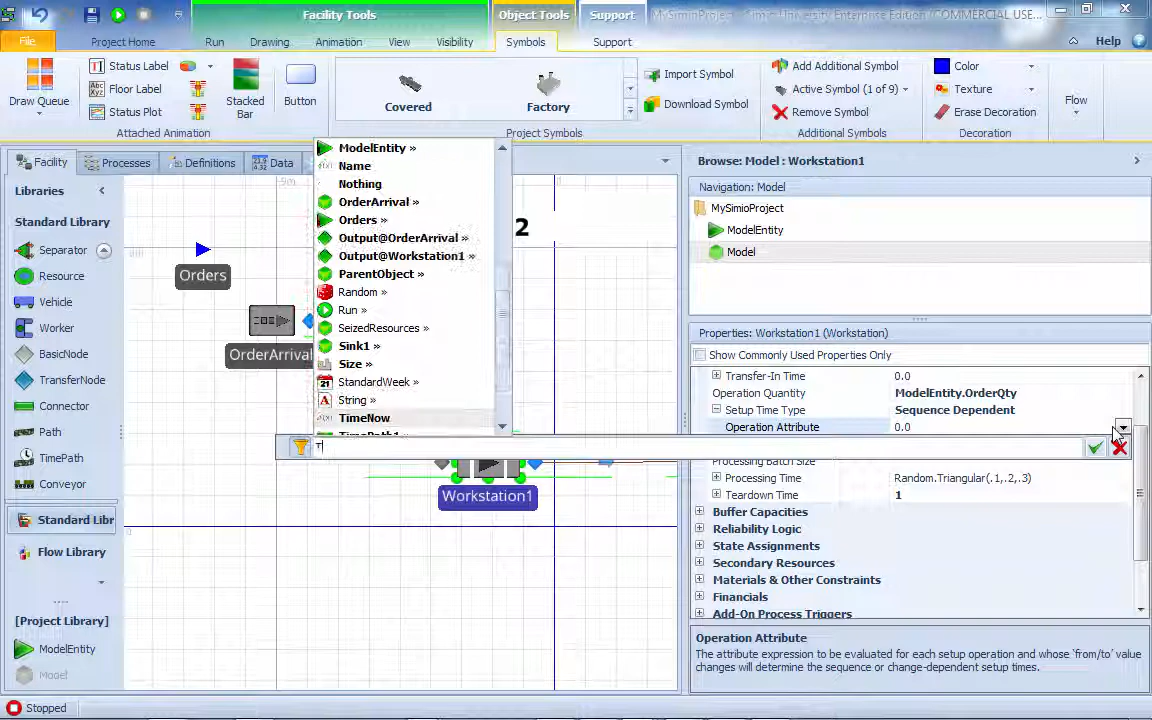 Facility Tools
Object Tools
Support
File
Project Home
Run
Drawing
Animation
View
Visibility
Symbols
Support
Help
Draw Queue
Status Label
Floor Label
Status Plot
Stacked Bar
Button
Attached Animation
Covered
Factory
Import Symbol
Download Symbol
Project Symbols
Add Additional Symbol
Active Symbol (1 of 9)
Remove Symbol
Additional Symbols
Color
Texture
Erase Decoration
Decoration
Flow
Facility
Processes
Definitions
Data
Libraries
Standard Library
Separator
Resource
Vehicle
Worker
BasicNode
TransferNode
Connector
Path
TimePath
Conveyor
Standard Libr
Flow Library
[Project Library]
ModelEntity
Model
Orders
OrderArrival
2
ModelEntity »
Name
Nothing
OrderArrival »
Orders »
Output@OrderArrival »
Output@Workstation1 »
ParentObject »
Random »
Run »
SeizedResources »
Sink1 »
Size »
StandardWeek »
String »
TimeNow
TimePath1
T
Workstation1
Browse: Model : Workstation1
Navigation: Model
MySimioProject
ModelEntity
Model
Properties: Workstation1 (Workstation)
Show Commonly Used Properties Only
Transfer-In Time 0.0
Operation Quantity ModelEntity.OrderQty
Setup Time Type Sequence Dependent
Operation Attribute 0.0
Processing Batch Size
Processing Time Random.Triangular(.1,.2,.3)
Teardown Time 1
Buffer Capacities
Reliability Logic
State Assignments
Secondary Resources
Materials & Other Constraints
Financials
Add-On Process Triggers
Operation Attribute
The attribute expression to be evaluated for each setup operation and whose 'from/to' value
changes will determine the sequence or change-dependent setup times.
Stopped